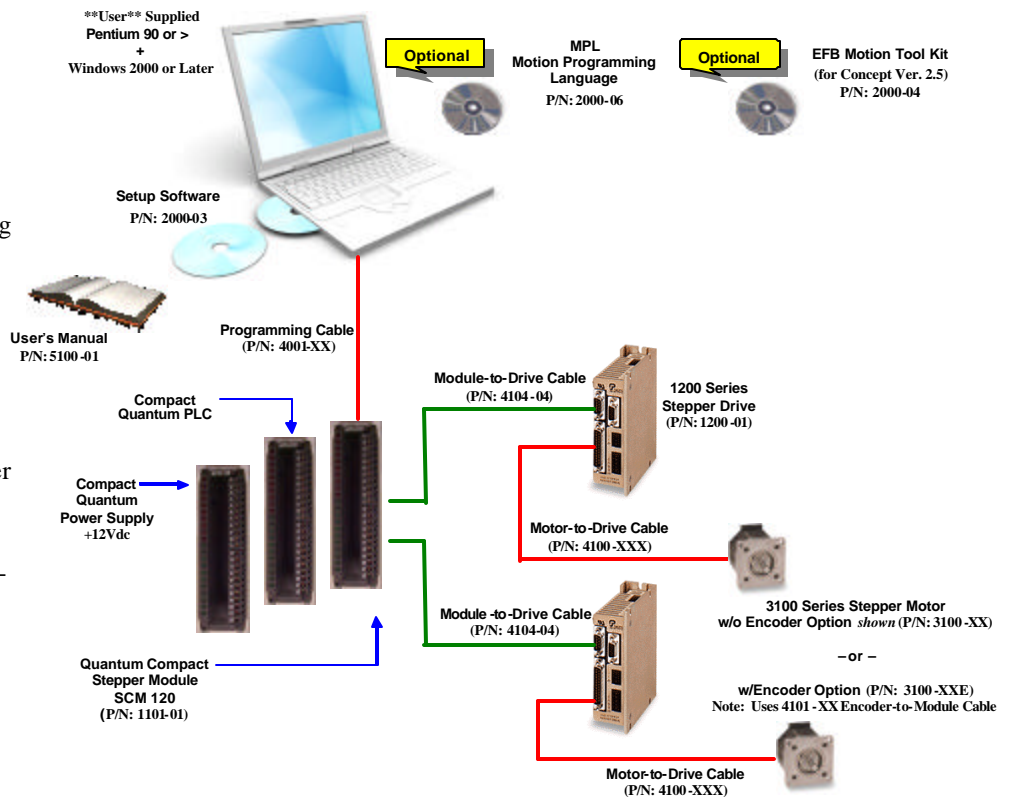 **User** Supplied
Pentium 90 or >
+
Windows 2000 or Later
Optional
MPL
Motion Programming
Language
P/N: 2000-06
Optional
EFB Motion Tool Kit
(for Concept Ver. 2.5)
P/N: 2000-04
Setup Software
P/N: 2000-03
g
User's Manual
P/N: 5100-01
Programming Cable
(P/N: 4001-XX)
Compact
Quantum PLC
Module-to-Drive Cable
(P/N: 4104-04)
1200 Series
Stepper Drive
(P/N: 1200-01)
er
Compact
Quantum
Power Supply
+12Vdc
-
Motor-to-Drive Cable
(P/N: 4100-XXX)
Module-to-Drive Cable
(P/N: 4104-04)
3100 Series Stepper Motor
w/o Encoder Option shown (P/N: 3100-XX)
– or –
w/Encoder Option (P/N: 3100-XXE)
Note: Uses 4101-XX Encoder-to-Module Cable
Quantum Compact
Stepper Module
SCM 120
(P/N: 1101-01)
Motor-to-Drive Cable
(P/N: 4100-XXX)